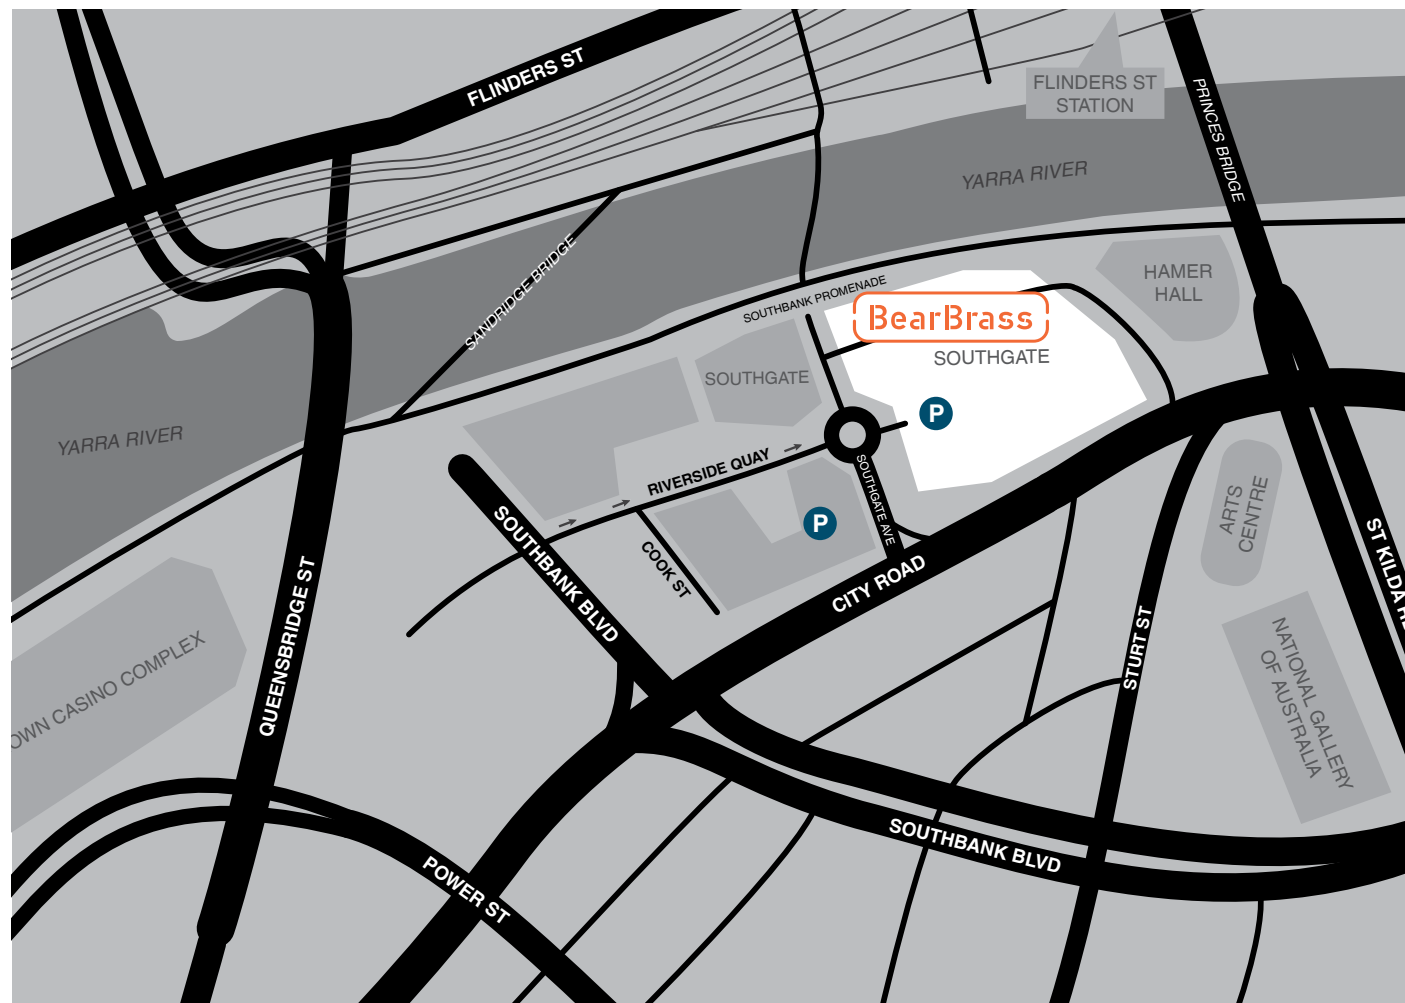 FLINDERS ST
FLINDERS ST
STATION
PRINCES BRIDGE
YARRA RIVER
SANDRIDGE BRIDGE
HAMER
HALL
SOUTHBANK PROMENADE
BearBrass
SOUTHGATE
SOUTHGATE
P
YARRA RIVER
RIVERSIDE QUAY
SOUTHGATE AVE
P
ARTS
CENTRE
ST KILDA
SOUTHBANK BLVD
COOK ST
CITY ROAD
QUEENSBRIDGE ST
OWN CASINO COMPLEX
STURT ST
NATIONAL GALLERY
OF AUSTRALIA
SOUTHBANK BLVD
POWER ST